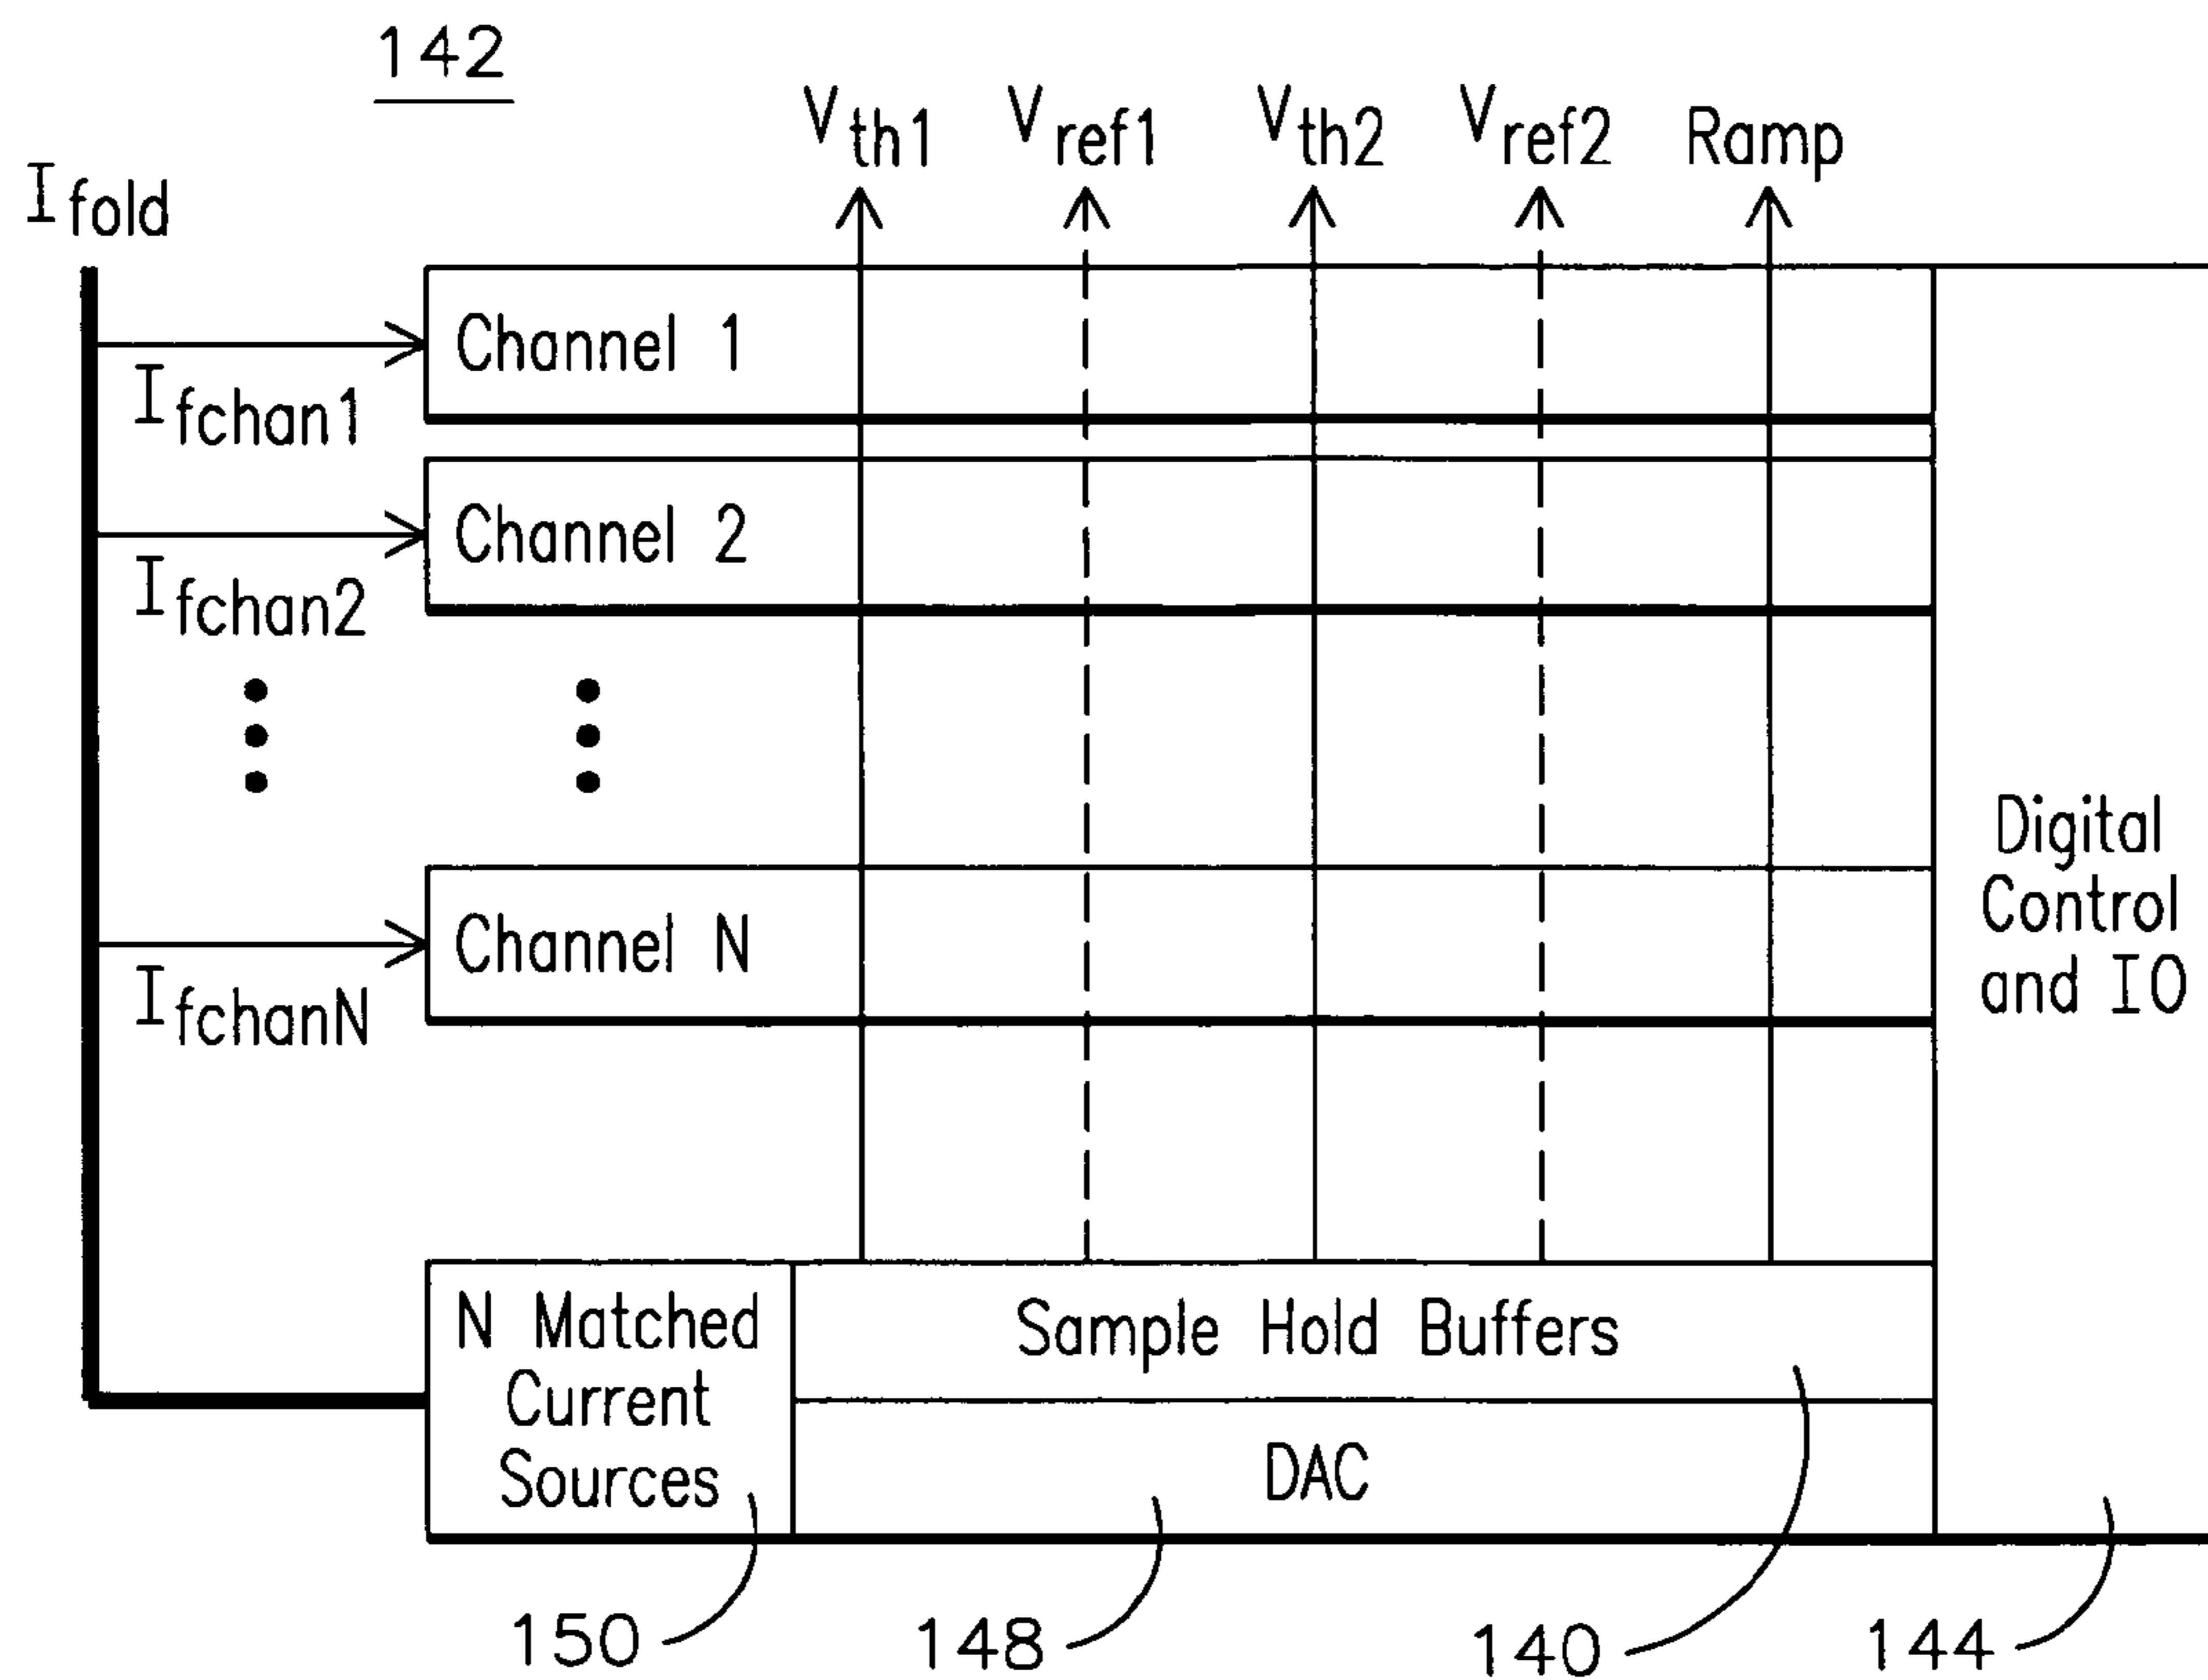 142
Vth1 Vref1 Vth2 Vref2 Ramp
Ifold
Channel 1
Ifchan1
Channel 2
Ifchan2
Channel N
IfchanN
Digital
Control
and IO
N Matched
Current
Sources
Sample Hold Buffers
DAC
150 148 140 144